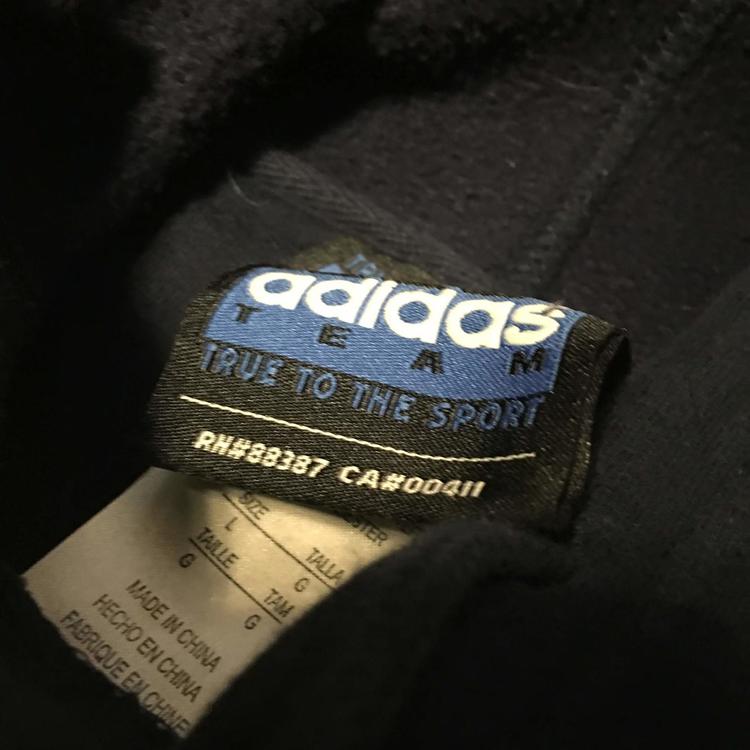 adidas
TEAM
TRUE TO THE SPORT
RN#88387 CA#00411
SIZE
L
TALLA
G
TAILLE
G
TAM
G
MADE IN CHINA
HECHO EN CHINA
FABRIQUE EN CHINE